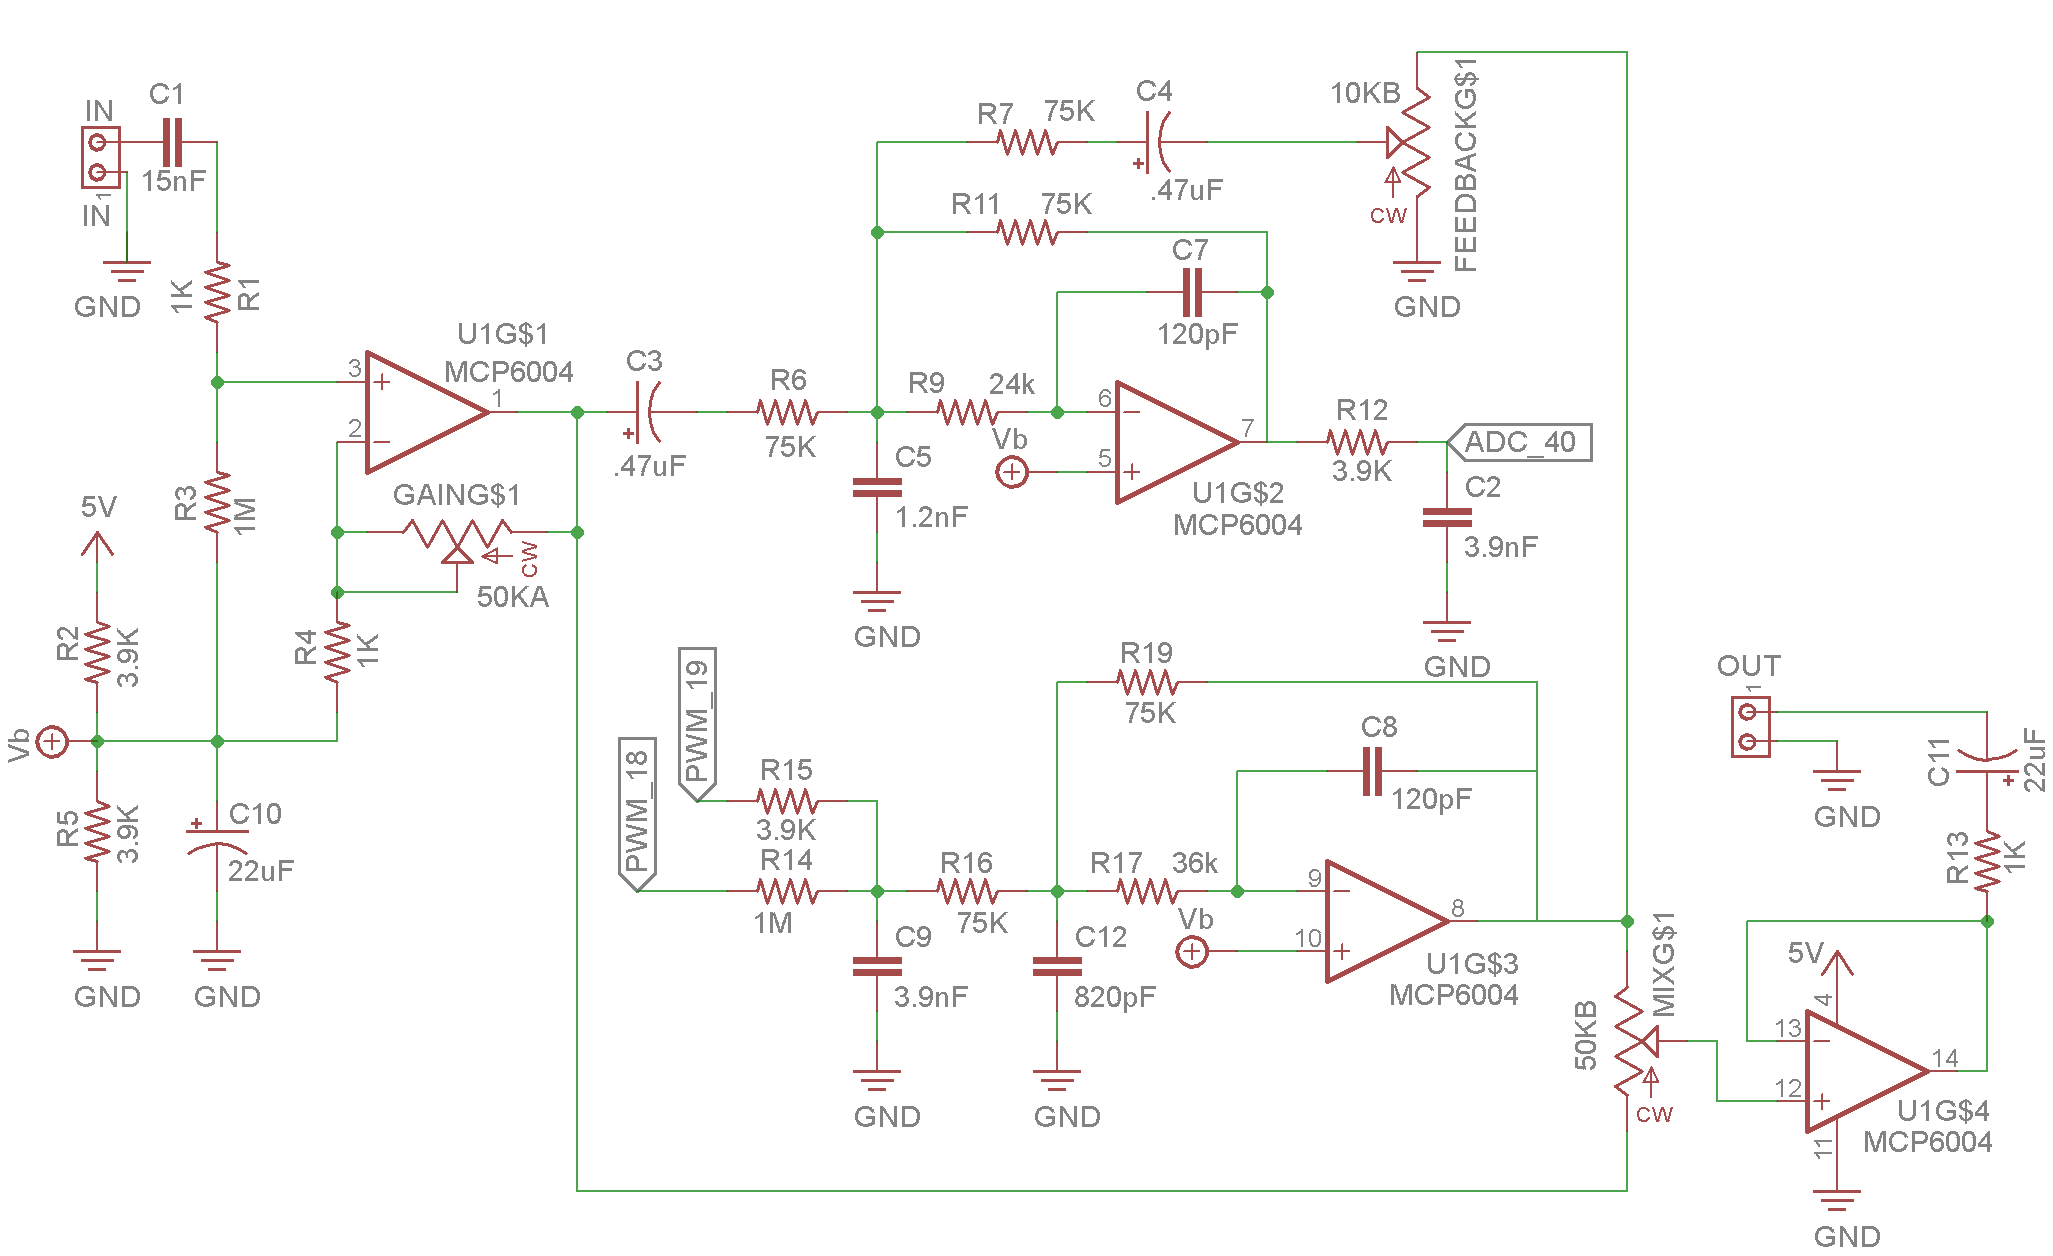 IN
C1
15nF
IN
1
GND
1K
R1
R3
1M
5V
R2
3.9K
Vb
R5
3.9K
GND
C10
22uF
GND
U1G$1
MCP6004
3
2
1
GAING$1
CW
50KA
R4
1K
C3
.47uF
R6
75K
R7
75K
C4
.47uF
10KB
CW
FEEDBACKG$1
GND
R11
75K
C7
120pF
R9
24k
Vb
6
5
7
U1G$2
MCP6004
C5
1.2nF
GND
R12
3.9K
ADC_40
C2
3.9nF
GND
PWM_19
PWM_18
R15
3.9K
R14
1M
C9
3.9nF
GND
R16
75K
R19
75K
C8
120pF
R17
36k
Vb
C12
820pF
GND
9
10
8
U1G$3
MCP6004
50KB
MIXG$1
CW
OUT
1
GND
C11
22uF
R13
1K
5V
4
13
12
14
11
U1G$4
MCP6004
GND